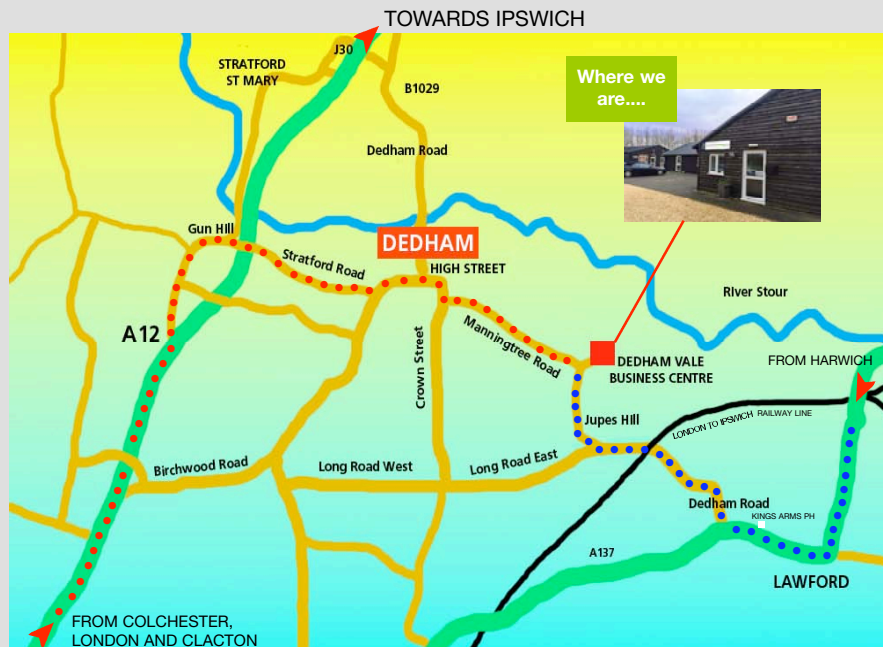 TOWARDS IPSWICH
J30
STRATFORD
ST MARY
B1029
Where we
are....
Dedham Road
Gun Hill
DEDHAM
Stratford Road
HIGH STREET
River Stour
A12
Manningtree Road
Crown Street
DEDHAM VALE
BUSINESS CENTRE
FROM HARWICH
Jupes Hill
LONDON TO IPSWICH RAILWAY LINE
Birchwood Road
Long Road West
Long Road East
Dedham Road
KINGS ARMS PH
A137
LAWFORD
FROM COLCHESTER,
LONDON AND CLACTON